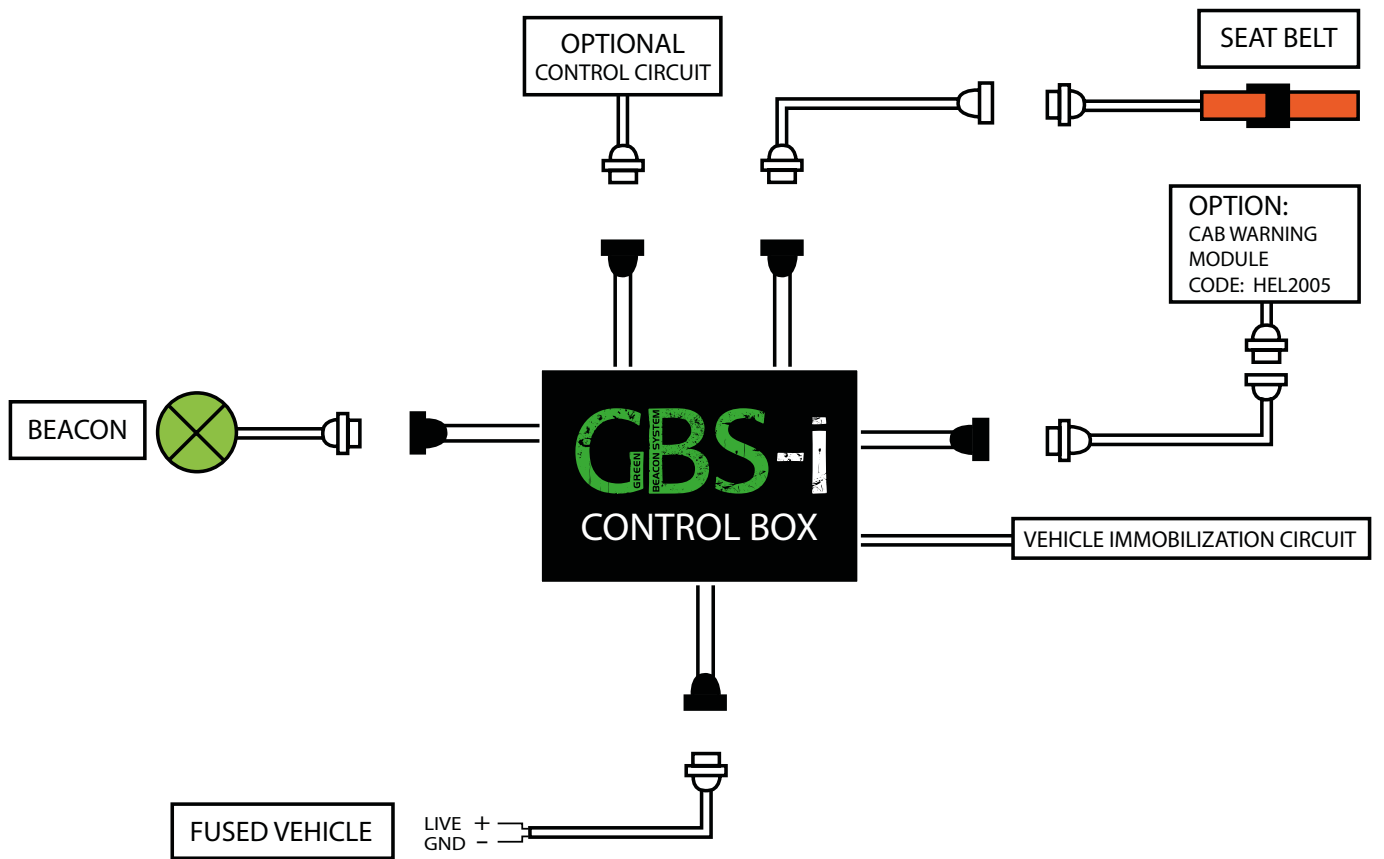 OPTIONAL
CONTROL CIRCUIT
SEAT BELT
OPTION:
CAB WARNING
MODULE
CODE: HEL2005
BEACON
GBS-i
GREEN
BEACON SYSTEM
CONTROL BOX
VEHICLE IMMOBILIZATION CIRCUIT
FUSED VEHICLE
LIVE +
GND -